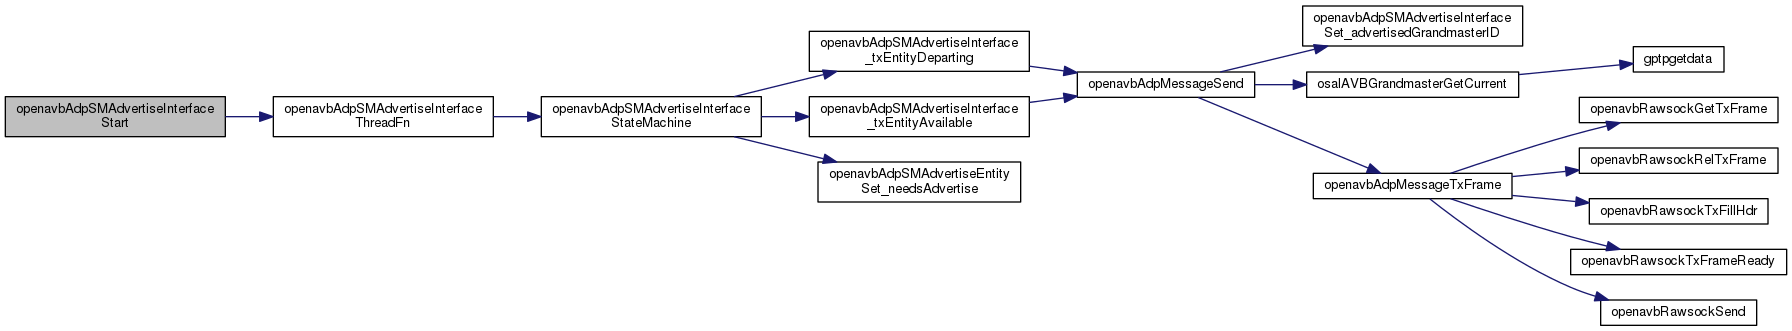 openavbAdpSMAdvertiseInterface
Start
openavbAdpSMAdvertiseInterface
ThreadFn
openavbAdpSMAdvertiseInterface
StateMachine
openavbAdpSMAdvertiseInterface
_txEntityDeparting
openavbAdpSMAdvertiseInterface
_txEntityAvailable
openavbAdpSMAdvertiseEntity
Set_needsAdvertise
openavbAdpMessageSend
openavbAdpSMAdvertiseInterface
Set_advertisedGrandmasterID
osalAVBGrandmasterGetCurrent
gptpgetdata
openavbAdpMessageTxFrame
openavbRawsockGetTxFrame
openavbRawsockRelTxFrame
openavbRawsockTxFillHdr
openavbRawsockTxFrameReady
openavbRawsockSend